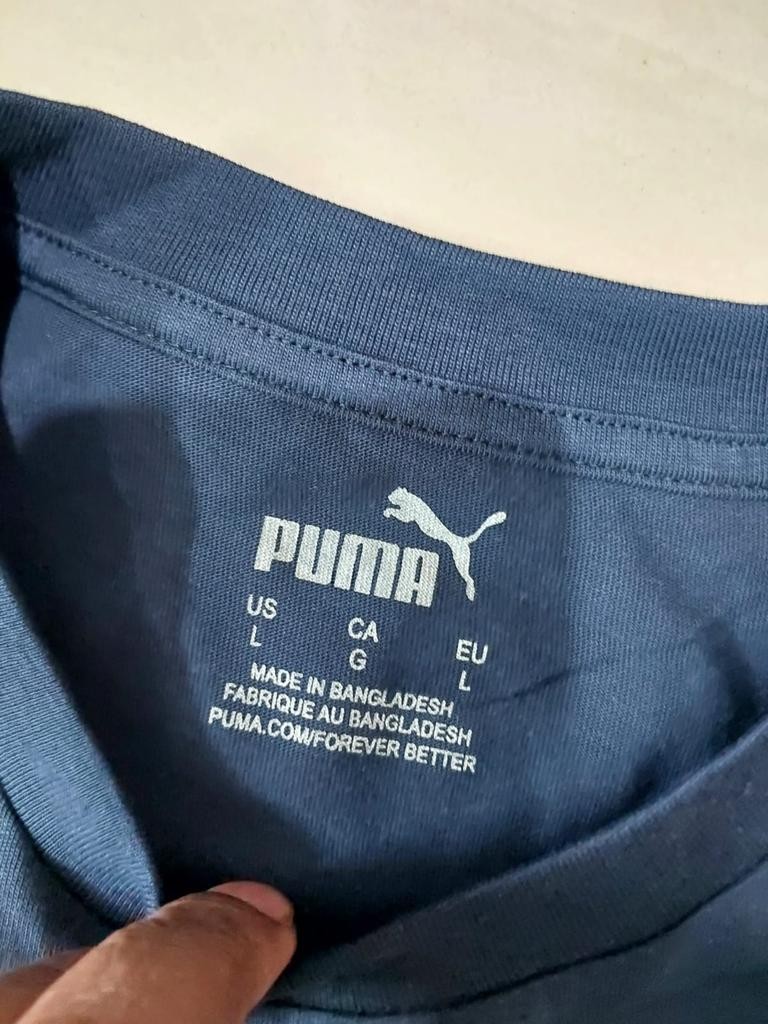 PUMA
US CA EU
L G L
MADE IN BANGLADESH
FABRIQUE AU BANGLADESH
PUMA.COM/FOREVER BETTER